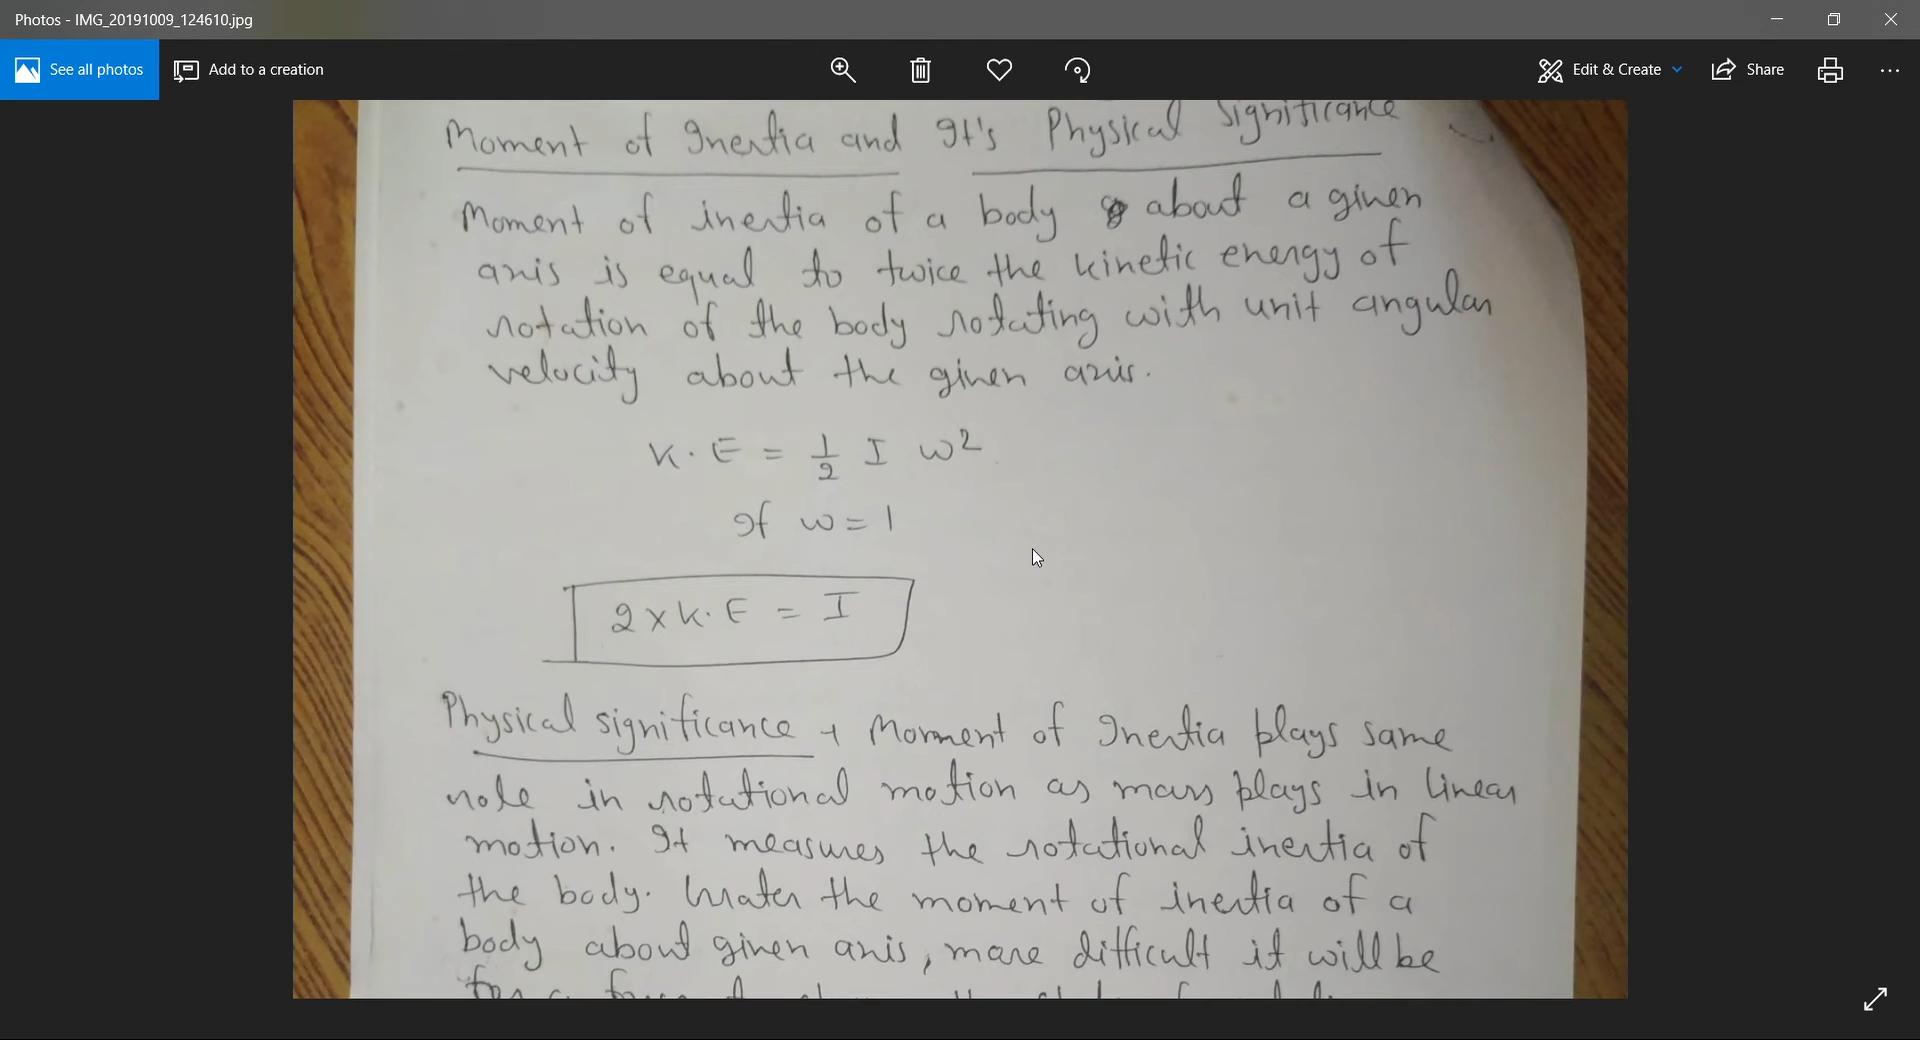 Photos - IMG_20191009_124610.jpg
See all photos
Add to a creation
Edit & Create
Share
Moment of Inertia and It's Physical Significance
Moment of inertia of a body about a given
axis is equal to twice the kinetic energy of
rotation of the body rotating with unit angular
velocity about the given axis.
K.E = 1/2 I w²
If w = 1
2 x K.E = I
Physical significance → Moment of Inertia plays same
role in rotational motion as mass plays in linear
motion. It measures the rotational inertia of
the body. Greater the moment of inertia of a
body about given axis, more difficult it will be